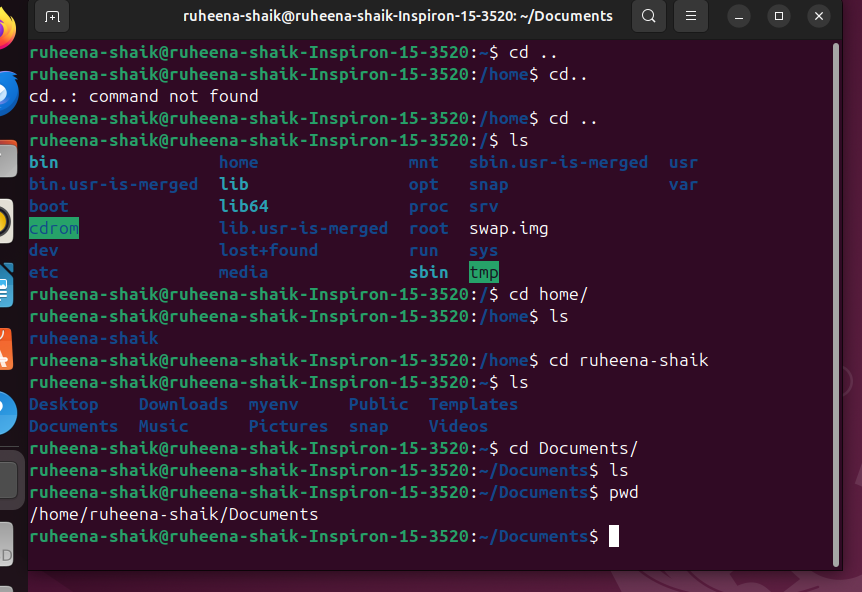 ruheena-shaik@ruheena-shaik-Inspiron-15-3520: ~/Documents
ruheena-shaik@ruheena-shaik-Inspiron-15-3520:~$ cd ..
ruheena-shaik@ruheena-shaik-Inspiron-15-3520:/home$ cd..
cd..: command not found
ruheena-shaik@ruheena-shaik-Inspiron-15-3520:/home$ cd ..
ruheena-shaik@ruheena-shaik-Inspiron-15-3520:/$ ls
bin home mnt sbin.usr-is-merged usr
bin.usr-is-merged lib opt snap var
boot lib64 proc srv
cdrom lib.usr-is-merged root swap.img
dev lost+found run sys
etc media sbin tmp
ruheena-shaik@ruheena-shaik-Inspiron-15-3520:/$ cd home/
ruheena-shaik@ruheena-shaik-Inspiron-15-3520:/home$ ls
ruheena-shaik
ruheena-shaik@ruheena-shaik-Inspiron-15-3520:/home$ cd ruheena-shaik
ruheena-shaik@ruheena-shaik-Inspiron-15-3520:~$ ls
Desktop Downloads myenv Public Templates
Documents Music Pictures snap Videos
ruheena-shaik@ruheena-shaik-Inspiron-15-3520:~$ cd Documents/
ruheena-shaik@ruheena-shaik-Inspiron-15-3520:~/Documents$ ls
ruheena-shaik@ruheena-shaik-Inspiron-15-3520:~/Documents$ pwd
/home/ruheena-shaik/Documents
ruheena-shaik@ruheena-shaik-Inspiron-15-3520:~/Documents$